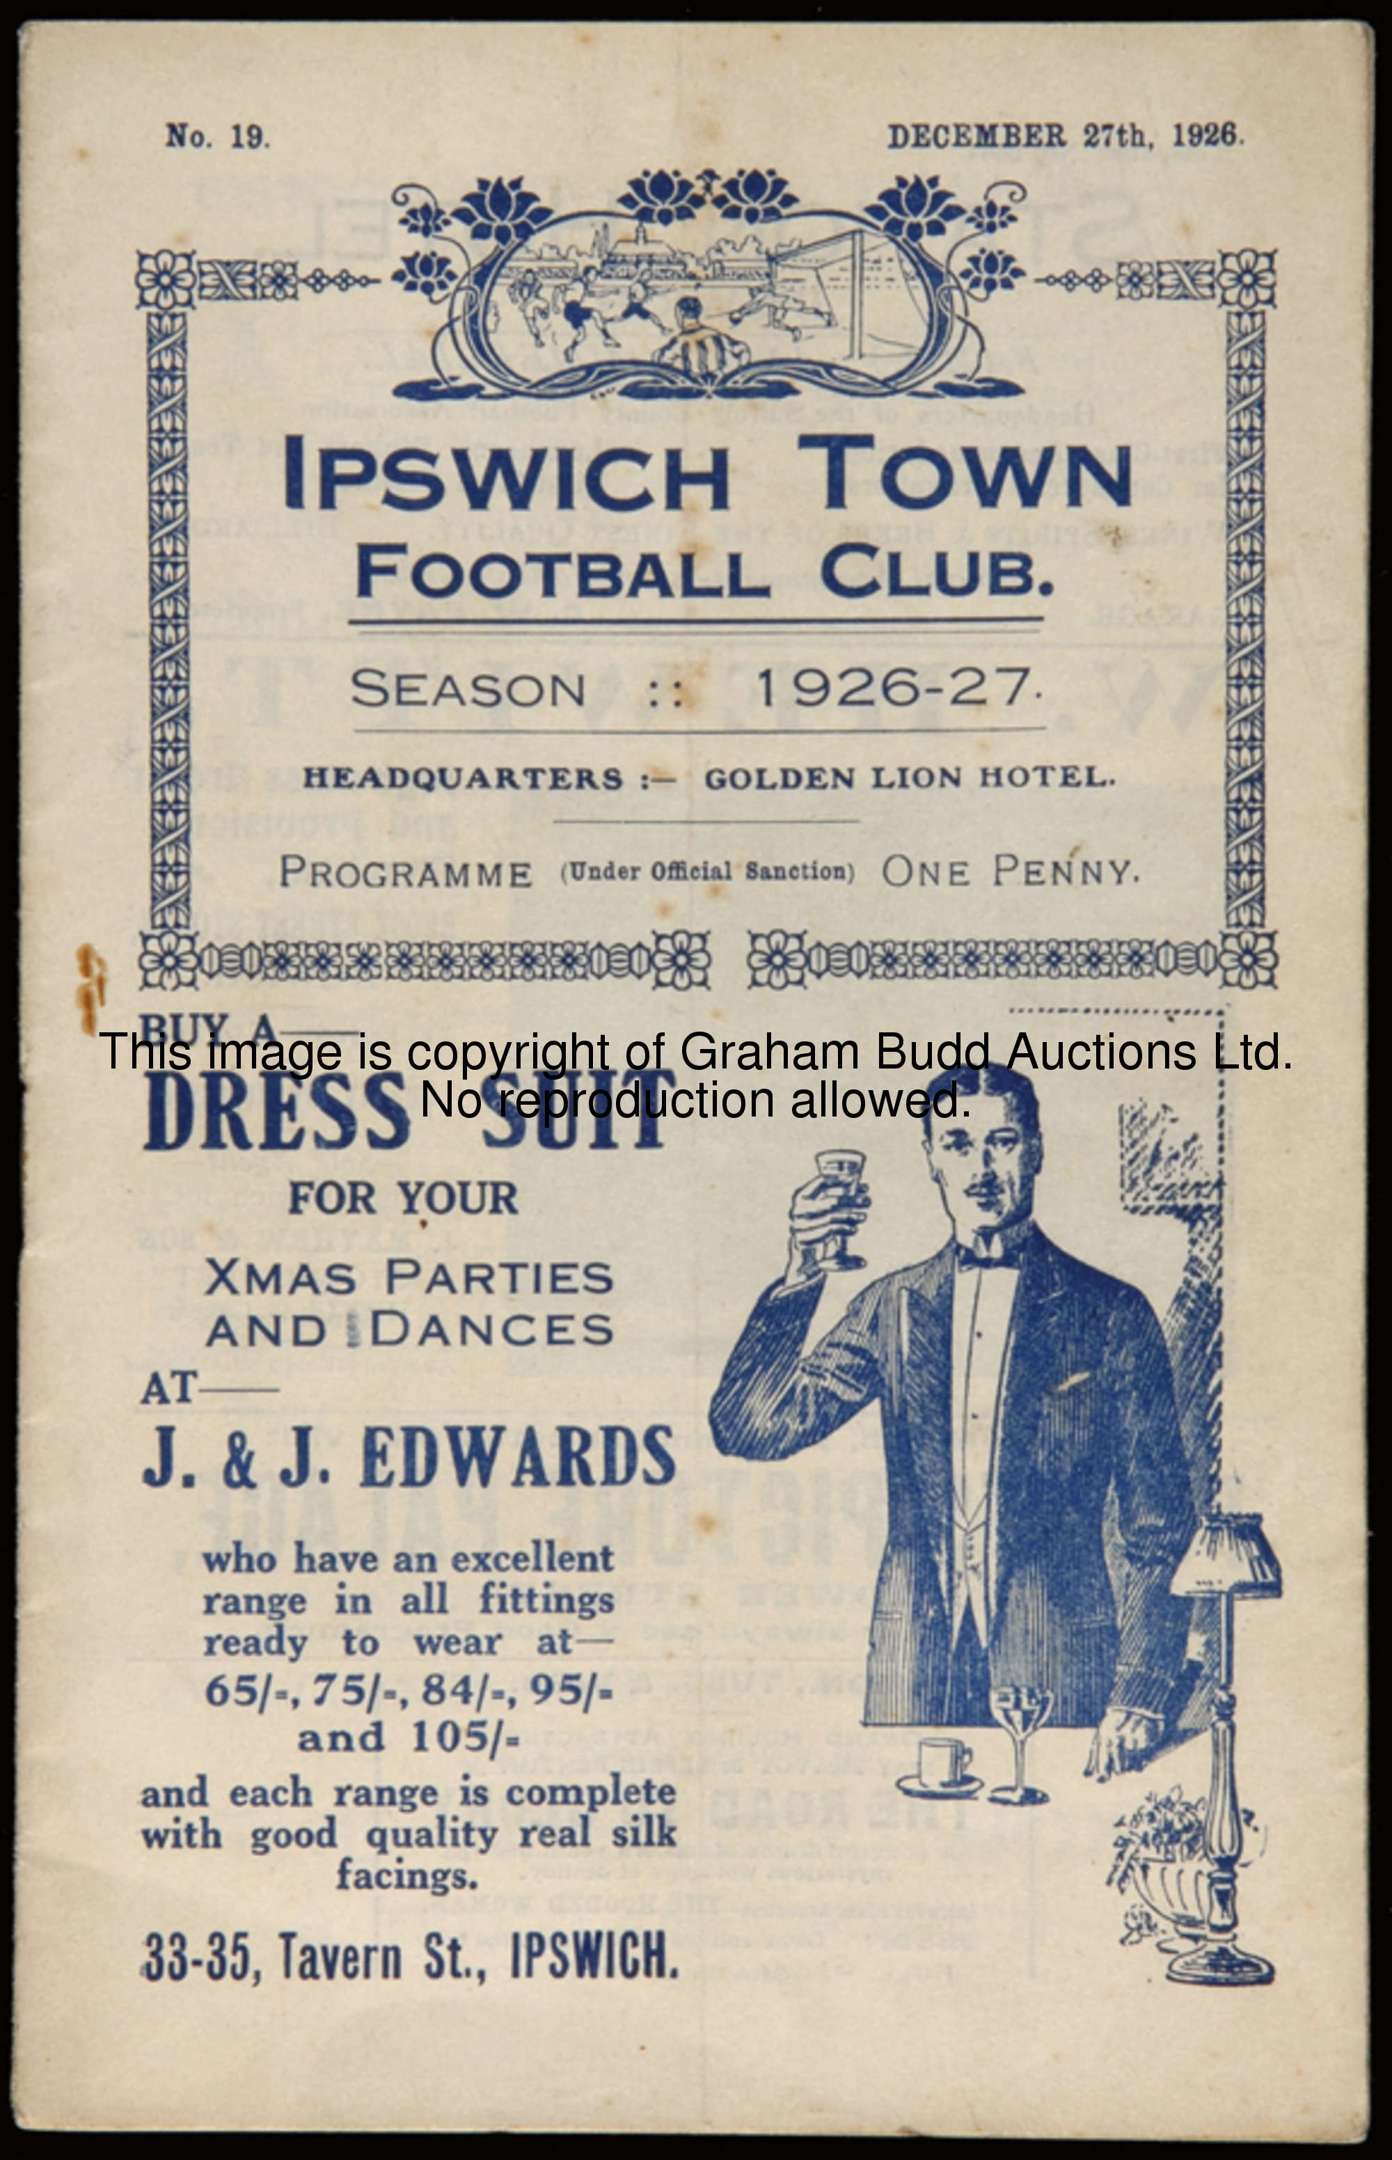 No. 19.
DECEMBER 27th, 1926.
IPSWICH TOWN
FOOTBALL CLUB.
SEASON :: 1926-27.
HEADQUARTERS :— GOLDEN LION HOTEL.
PROGRAMME (Under Official Sanction) ONE PENNY.
BUY A—
This image is copyright of Graham Budd Auctions Ltd.
No reproduction allowed.
DRESS SUIT
FOR YOUR
XMAS PARTIES
AND DANCES
AT—
J. & J. EDWARDS
who have an excellent
range in all fittings
ready to wear at—
65/=, 75/=, 84/=, 95/=
and 105/=
and each range is complete
with good quality real silk
facings.
33-35, Tavern St., IPSWICH.